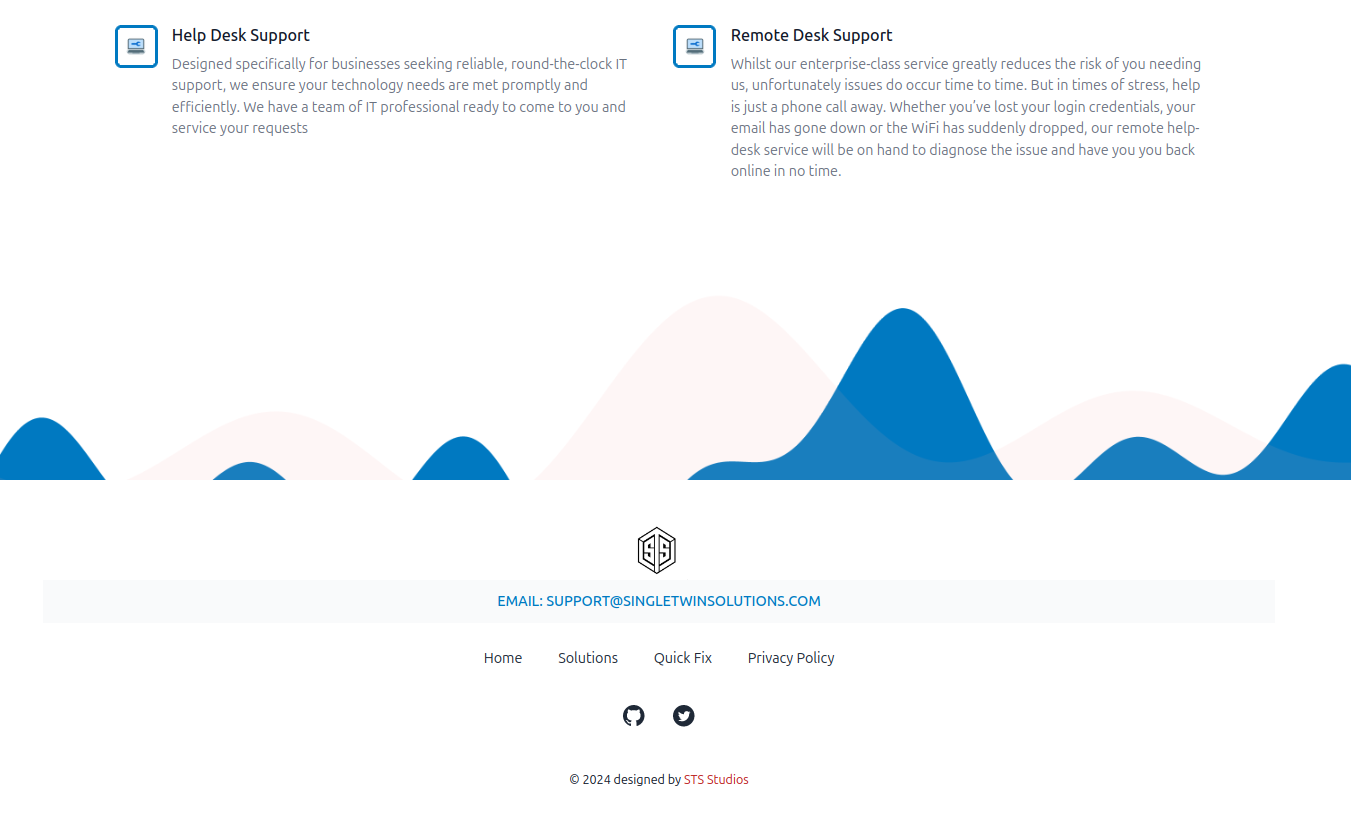 Help Desk Support
Designed specifically for businesses seeking reliable, round-the-clock IT
support, we ensure your technology needs are met promptly and
efficiently. We have a team of IT professional ready to come to you and
service your requests
Remote Desk Support
Whilst our enterprise-class service greatly reduces the risk of you needing
us, unfortunately issues do occur time to time. But in times of stress, help
is just a phone call away. Whether you’ve lost your login credentials, your
email has gone down or the WiFi has suddenly dropped, our remote help-
desk service will be on hand to diagnose the issue and have you you back
online in no time.
EMAIL: SUPPORT@SINGLETWINSOLUTIONS.COM
Home Solutions Quick Fix Privacy Policy
© 2024 designed by STS Studios